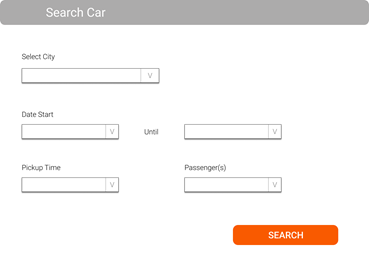 Search Car
Select City
V
Date Start
V
Until
V
Pickup Time
Passenger(s)
V
V
SEARCH